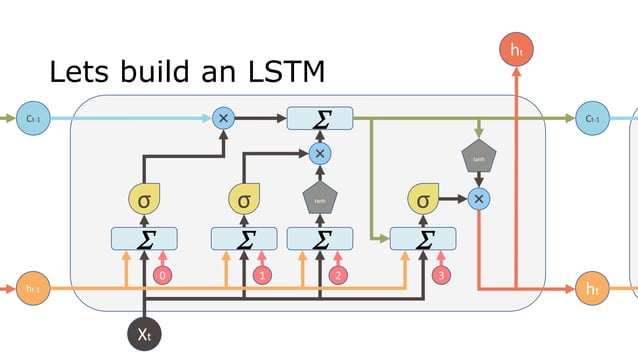 hₜ
Lets build an LSTM
Cₜ₋₁ × Σ Cₜ₋₁
× tanh
σ σ tanh σ ×
Σ Σ Σ Σ
0 1 2 3
hₜ₋₁ hₜ
Xₜ